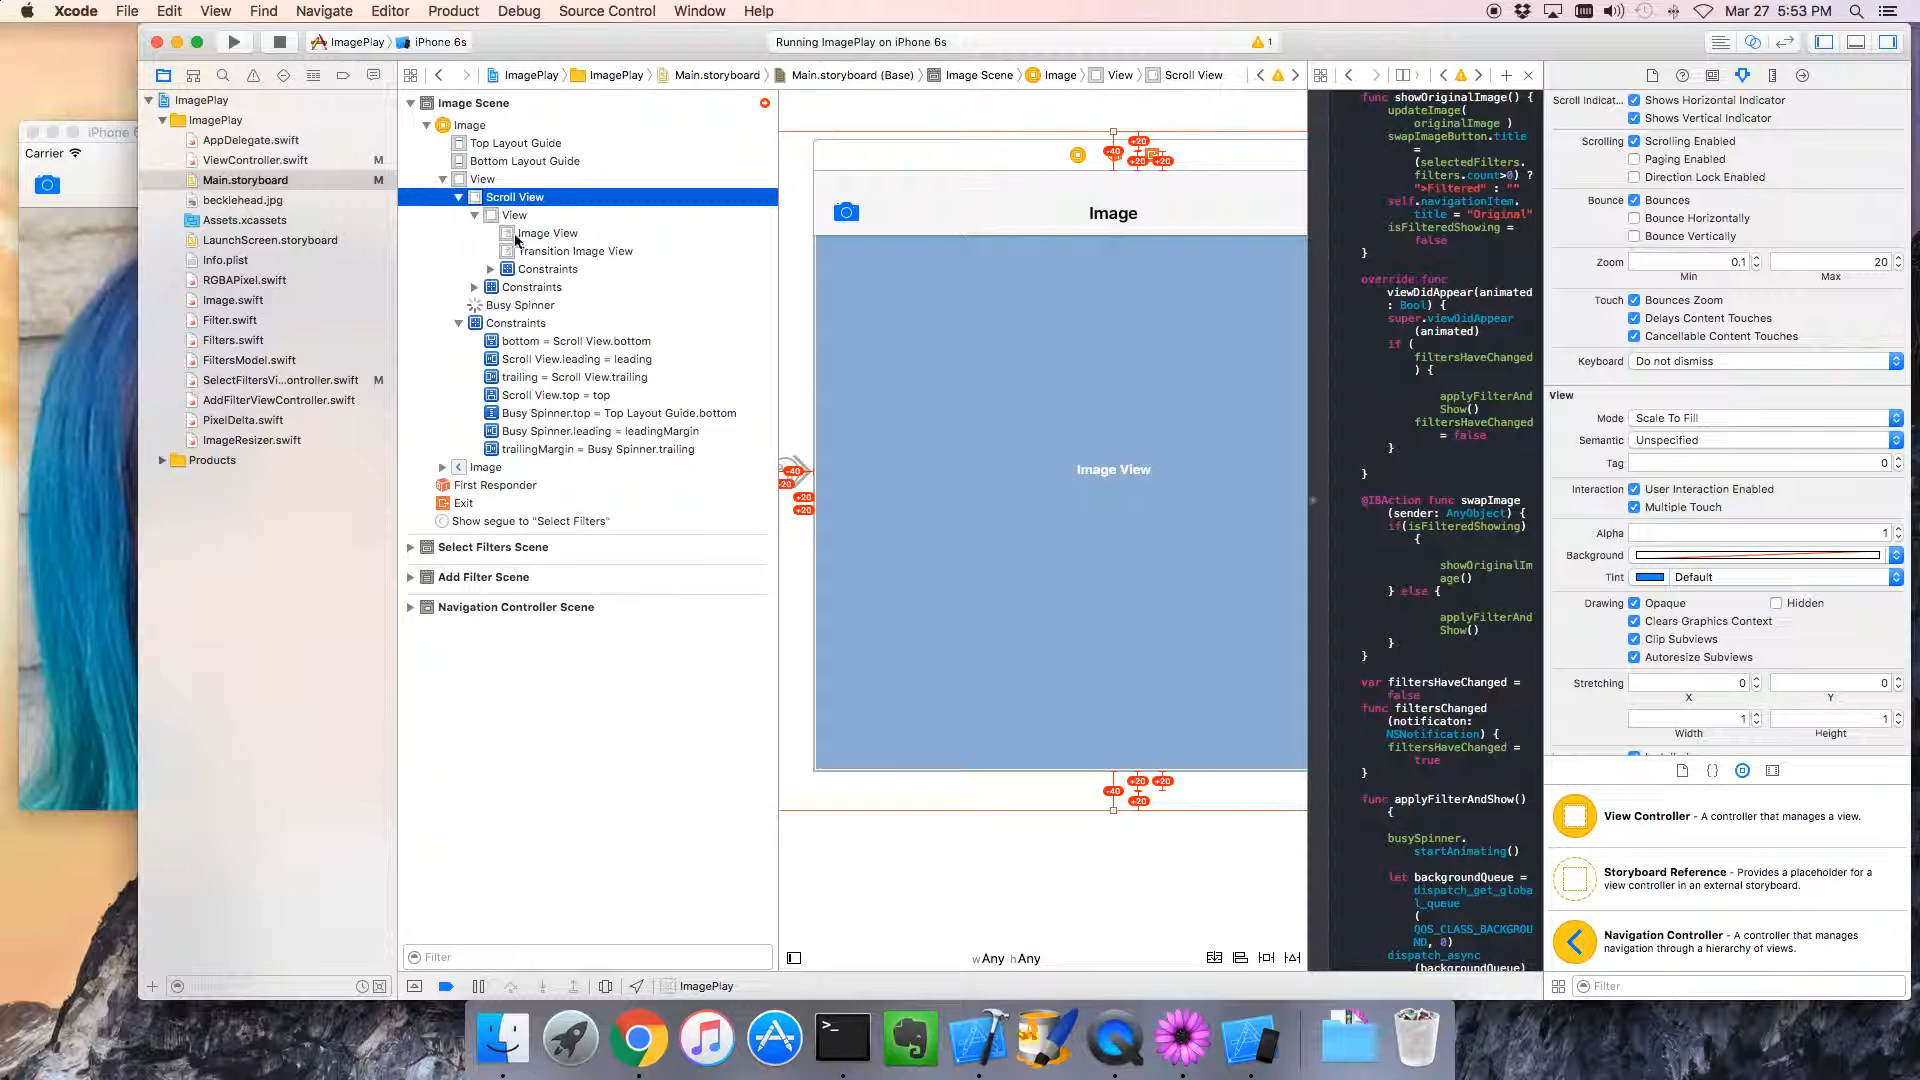 Xcode File Edit View Find Navigate Editor Product Debug Source Control Window Help
Mar 27 5:53 PM
ImagePlay iPhone 6s
Running ImagePlay on iPhone 6s
1
ImagePlay ImagePlay Main.storyboard Main.storyboard (Base) Image Scene Image View Scroll View
iPhone 6
Carrier
ImagePlay
ImagePlay
AppDelegate.swift
ViewController.swift M
Main.storyboard M
becklehead.jpg
Assets.xcassets
LaunchScreen.storyboard
Info.plist
RGBAPixel.swift
Image.swift
Filter.swift
Filters.swift
FiltersModel.swift
SelectFiltersVi...ontroller.swift M
AddFilterViewController.swift
PixelDelta.swift
ImageResizer.swift
Products
Image Scene
Image
Top Layout Guide
Bottom Layout Guide
View
Scroll View
View
Image View
Transition Image View
Constraints
Constraints
Busy Spinner
Constraints
bottom = Scroll View.bottom
Scroll View.leading = leading
trailing = Scroll View.trailing
Scroll View.top = top
Busy Spinner.top = Top Layout Guide.bottom
Busy Spinner.leading = leadingMargin
trailingMargin = Busy Spinner.trailing
Image
First Responder
Exit
Show segue to "Select Filters"
Select Filters Scene
Add Filter Scene
Navigation Controller Scene
Filter
+20
-40
+20 +20
Image
Image View
-40
-20
+20
+20
+20 +20
-40
+20
wAny hAny
ImagePlay
func showOriginalImage() {
updateImage(
originalImage )
swapImageButton.title
=
(selectedFilters.
filters.count>0) ?
">Filtered" : ""
self.navigationItem.
title = "Original"
isFilteredShowing =
false
}
override func
viewDidAppear(animated
: Bool) {
super.viewDidAppear
(animated)
if (
filtersHaveChanged
) {
applyFilterAnd
Show()
filtersHaveChanged
= false
}
}
@IBAction func swapImage
(sender: AnyObject) {
if(isFilteredShowing)
{
showOriginalIm
age()
} else {
applyFilterAnd
Show()
}
}
var filtersHaveChanged =
false
func filtersChanged
(notificaton:
NSNotification) {
filtersHaveChanged =
true
}
func applyFilterAndShow()
{
busySpinner.
startAnimating()
let backgroundQueue =
dispatch_get_globa
l_queue
(
QOS_CLASS_BACKGROU
ND, 0)
dispatch_async
(backgroundQueue)
Scroll Indicat... Shows Horizontal Indicator
Shows Vertical Indicator
Scrolling Scrolling Enabled
Paging Enabled
Direction Lock Enabled
Bounce Bounces
Bounce Horizontally
Bounce Vertically
Zoom 0.1 20
Min Max
Touch Bounces Zoom
Delays Content Touches
Cancellable Content Touches
Keyboard Do not dismiss
View
Mode Scale To Fill
Semantic Unspecified
Tag 0
Interaction User Interaction Enabled
Multiple Touch
Alpha 1
Background
Tint Default
Drawing Opaque Hidden
Clears Graphics Context
Clip Subviews
Autoresize Subviews
Stretching 0 0
X Y
1 1
Width Height
View Controller - A controller that manages a view.
Storyboard Reference - Provides a placeholder for a
view controller in an external storyboard.
Navigation Controller - A controller that manages
navigation through a hierarchy of views.
Filter